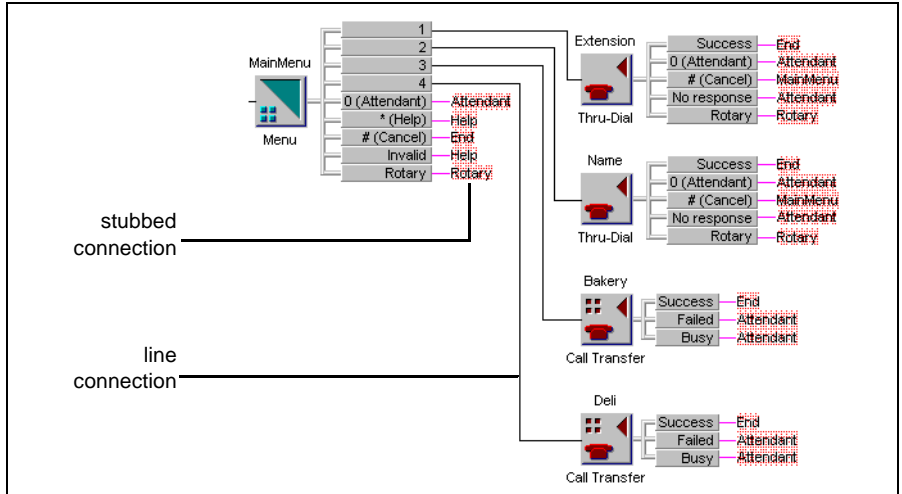 MainMenu
Menu
1
2
3
4
0 (Attendant) Attendant
* (Help) Help
# (Cancel) End
Invalid Help
Rotary Rotary
stubbed
connection
line
connection
Extension
Thru-Dial
Success End
0 (Attendant) Attendant
# (Cancel) MainMenu
No response Attendant
Rotary Rotary
Name
Thru-Dial
Success End
0 (Attendant) Attendant
# (Cancel) MainMenu
No response Attendant
Rotary Rotary
Bakery
Call Transfer
Success End
Failed Attendant
Busy Attendant
Deli
Call Transfer
Success End
Failed Attendant
Busy Attendant